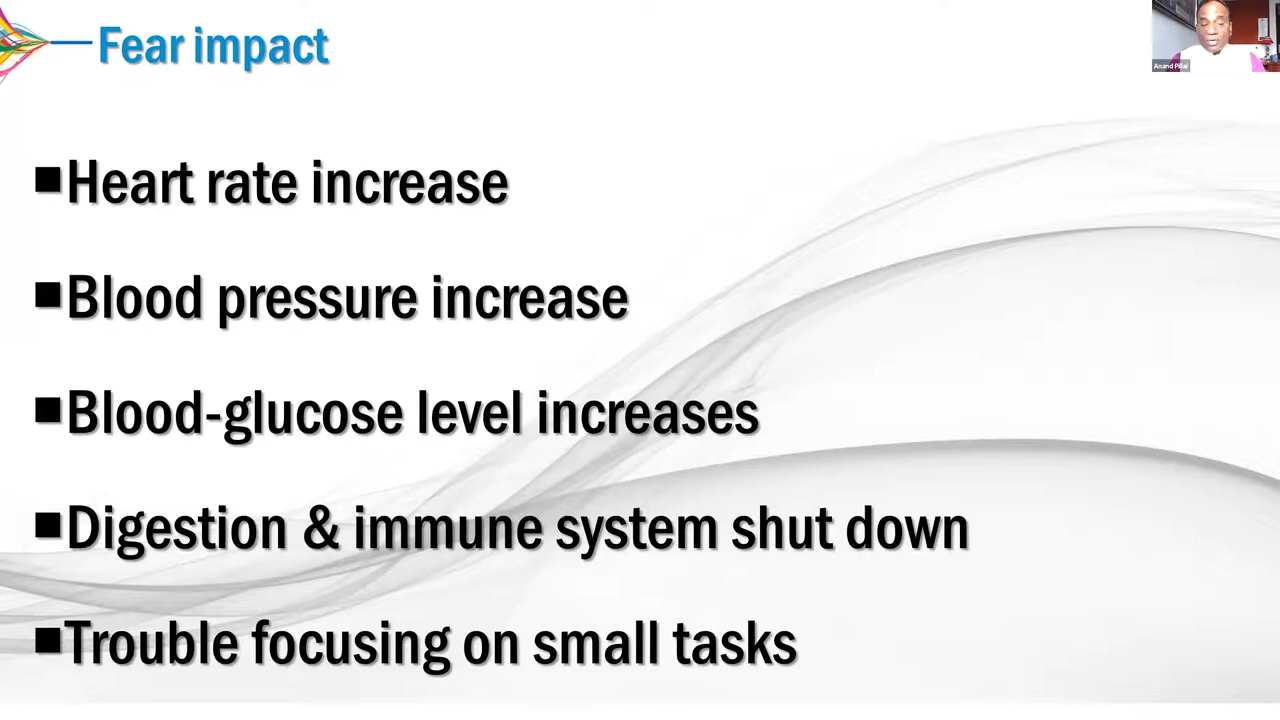 Fear impact
Anand Pillai
■Heart rate increase
■Blood pressure increase
■Blood-glucose level increases
■Digestion & immune system shut down
■Trouble focusing on small tasks